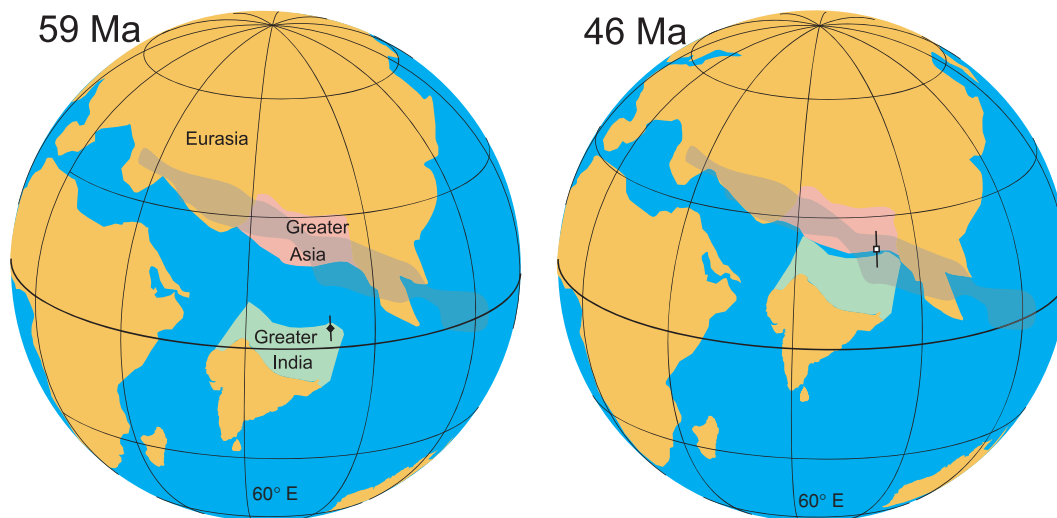 59 Ma
Eurasia
Greater
Asia
Greater
India
60° E
46 Ma
60° E